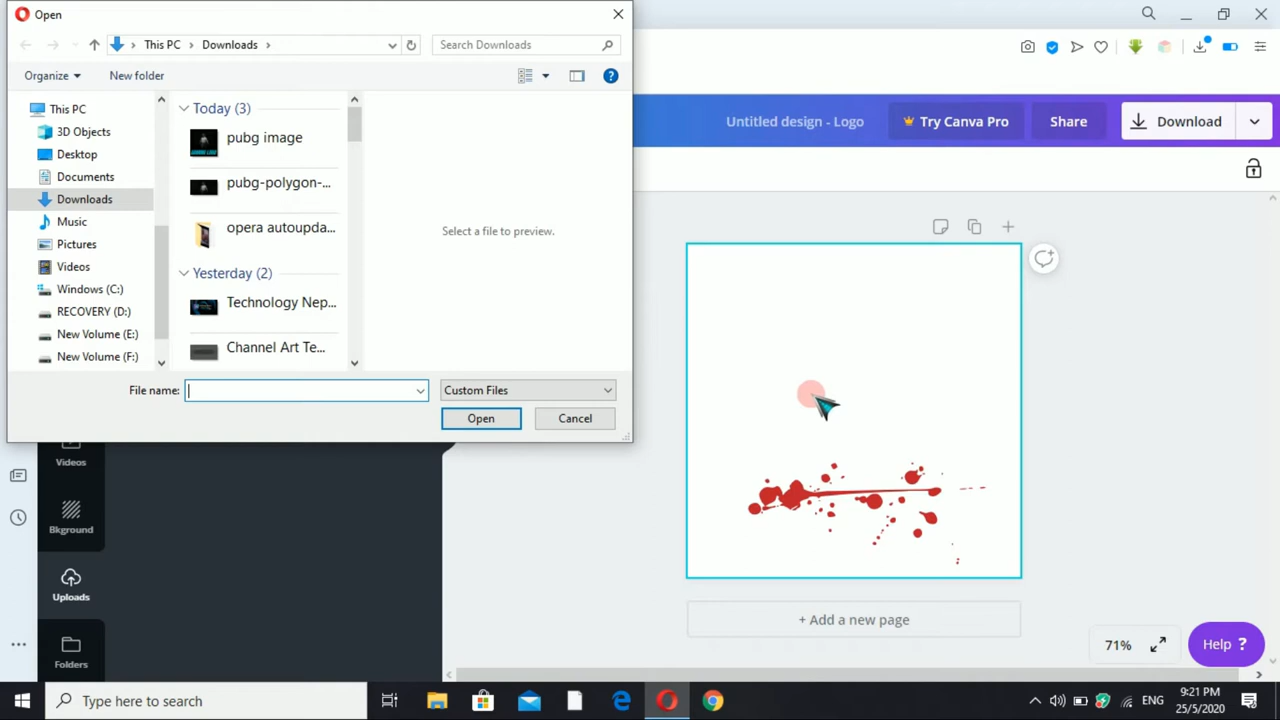 Open
This PC
Downloads
Search Downloads
Organize
New folder
This PC
3D Objects
Desktop
Documents
Downloads
Music
Pictures
Videos
Windows (C:)
RECOVERY (D:)
New Volume (E:)
New Volume (F:)
Today (3)
pubg image
pubg-polygon-...
opera autoupda...
Yesterday (2)
Technology Nep...
Channel Art Te...
Select a file to preview.
File name:
Custom Files
Open
Cancel
Untitled design - Logo
Try Canva Pro
Share
Download
Videos
Bkground
Uploads
Folders
+ Add a new page
71%
Help ?
Type here to search
ENG
9:21 PM
25/5/2020